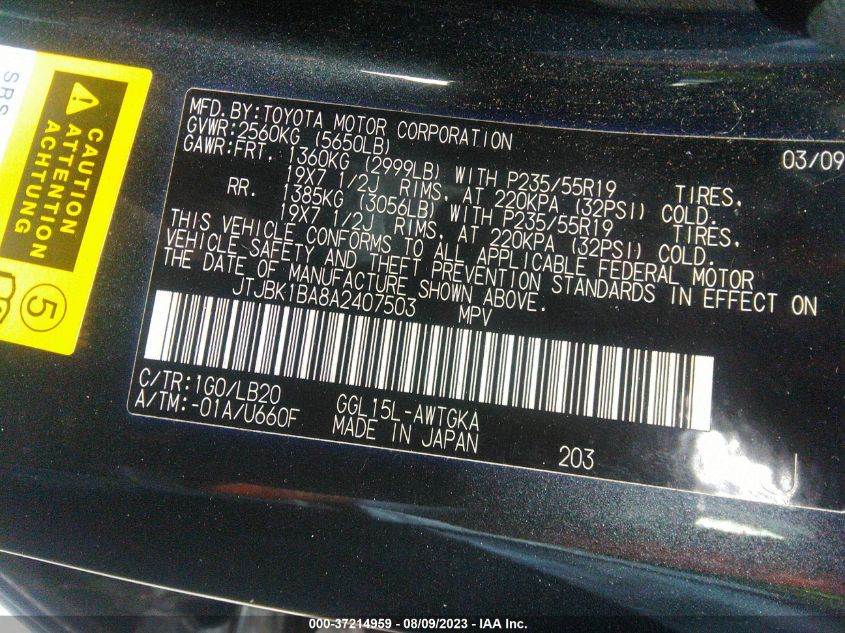 SRS
CAUTION
ATTENTION
ACHTUNG
5
MFD.BY:TOYOTA MOTOR CORPORATION 03/09
GVWR:2560KG (5650LB)
GAWR:FRT. 1360KG (2999LB) WITH P235/55R19 TIRES,
19X7 1/2J RIMS, AT 220KPA (32PSI) COLD.
RR. 1385KG (3056LB) WITH P235/55R19 TIRES,
19X7 1/2J RIMS, AT 220KPA (32PSI) COLD.
THIS VEHICLE CONFORMS TO ALL APPLICABLE FEDERAL MOTOR
VEHICLE SAFETY AND THEFT PREVENTION STANDARDS IN EFFECT ON
THE DATE OF MANUFACTURE SHOWN ABOVE.
JTJBK1BA8A2407503 MPV
C/TR:1G0/LB20 GGL15L-AWTGKA
A/TM:-01A/U660F MADE IN JAPAN 203
000-37214959 - 08/09/2023 - IAA Inc.